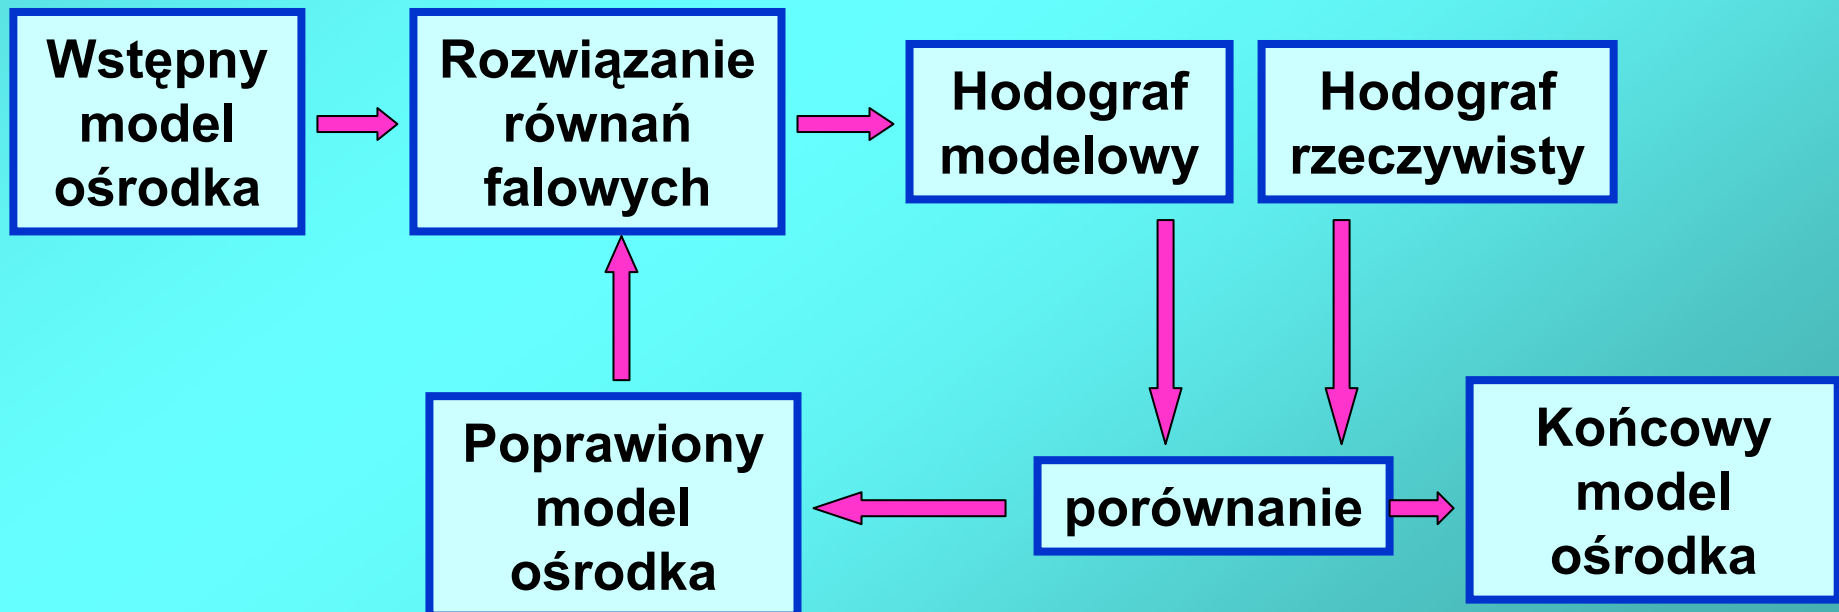 Wstępny
model
ośrodka
Rozwiązanie
równań
falowych
Hodograf
modelowy
Hodograf
rzeczywisty
Poprawiony
model
ośrodka
porównanie
Końcowy
model
ośrodka